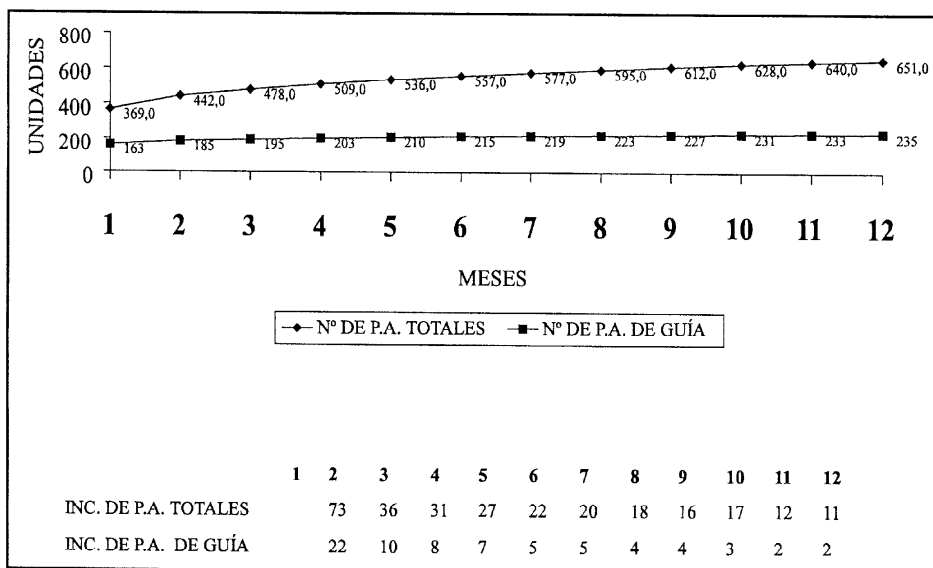 800
600
400
200
0
UNIDADES
369,0 442,0 478,0 509,0 536,0 557,0 577,0 595,0 612,0 628,0 640,0 651,0
163 185 195 203 210 215 219 223 227 231 233 235
1 2 3 4 5 6 7 8 9 10 11 12
MESES
Nº DE P.A. TOTALES Nº DE P.A. DE GUÍA
1 2 3 4 5 6 7 8 9 10 11 12
INC. DE P.A. TOTALES 73 36 31 27 22 20 18 16 17 12 11
INC. DE P.A. DE GUÍA 22 10 8 7 5 5 4 4 3 2 2